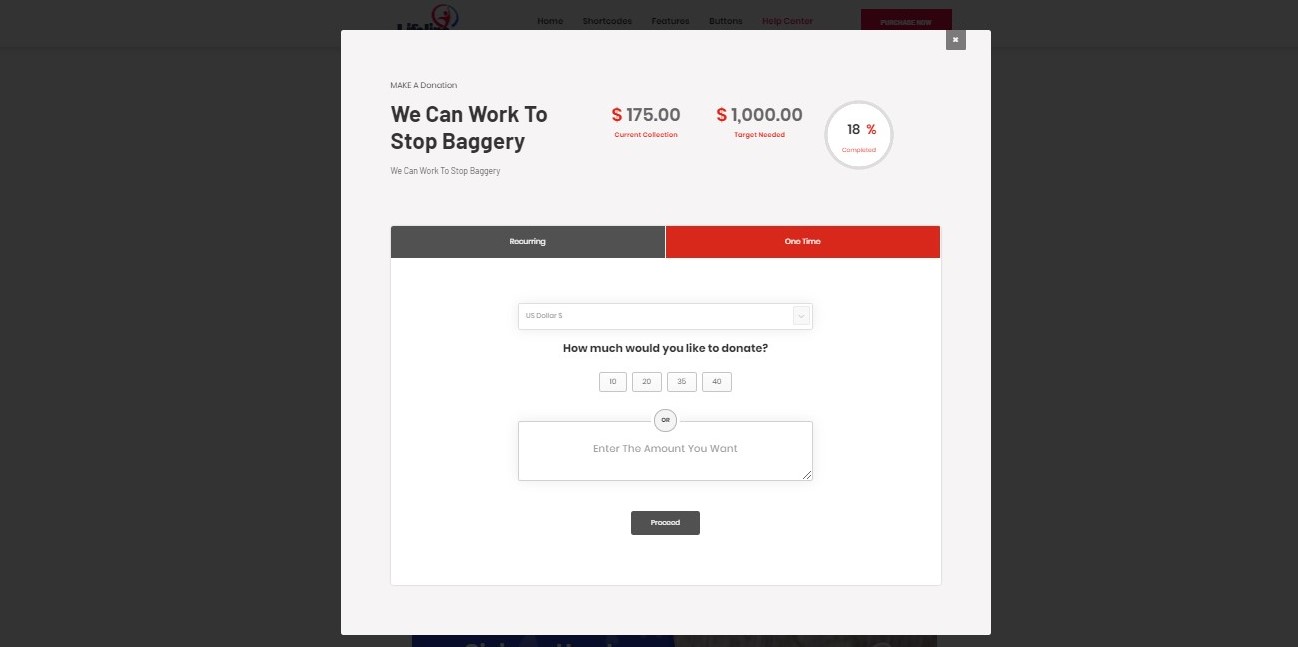 Home Shortcodes Features Buttons Help Center PURCHASE NOW
MAKE A Donation
We Can Work To
Stop Baggery
We Can Work To Stop Baggery
$ 175.00
Current Collection
$ 1,000.00
Target Needed
18 %
Completed
Recurring
One Time
US Dollar $
How much would you like to donate?
10 20 35 40
OR
Enter The Amount You Want
Proceed